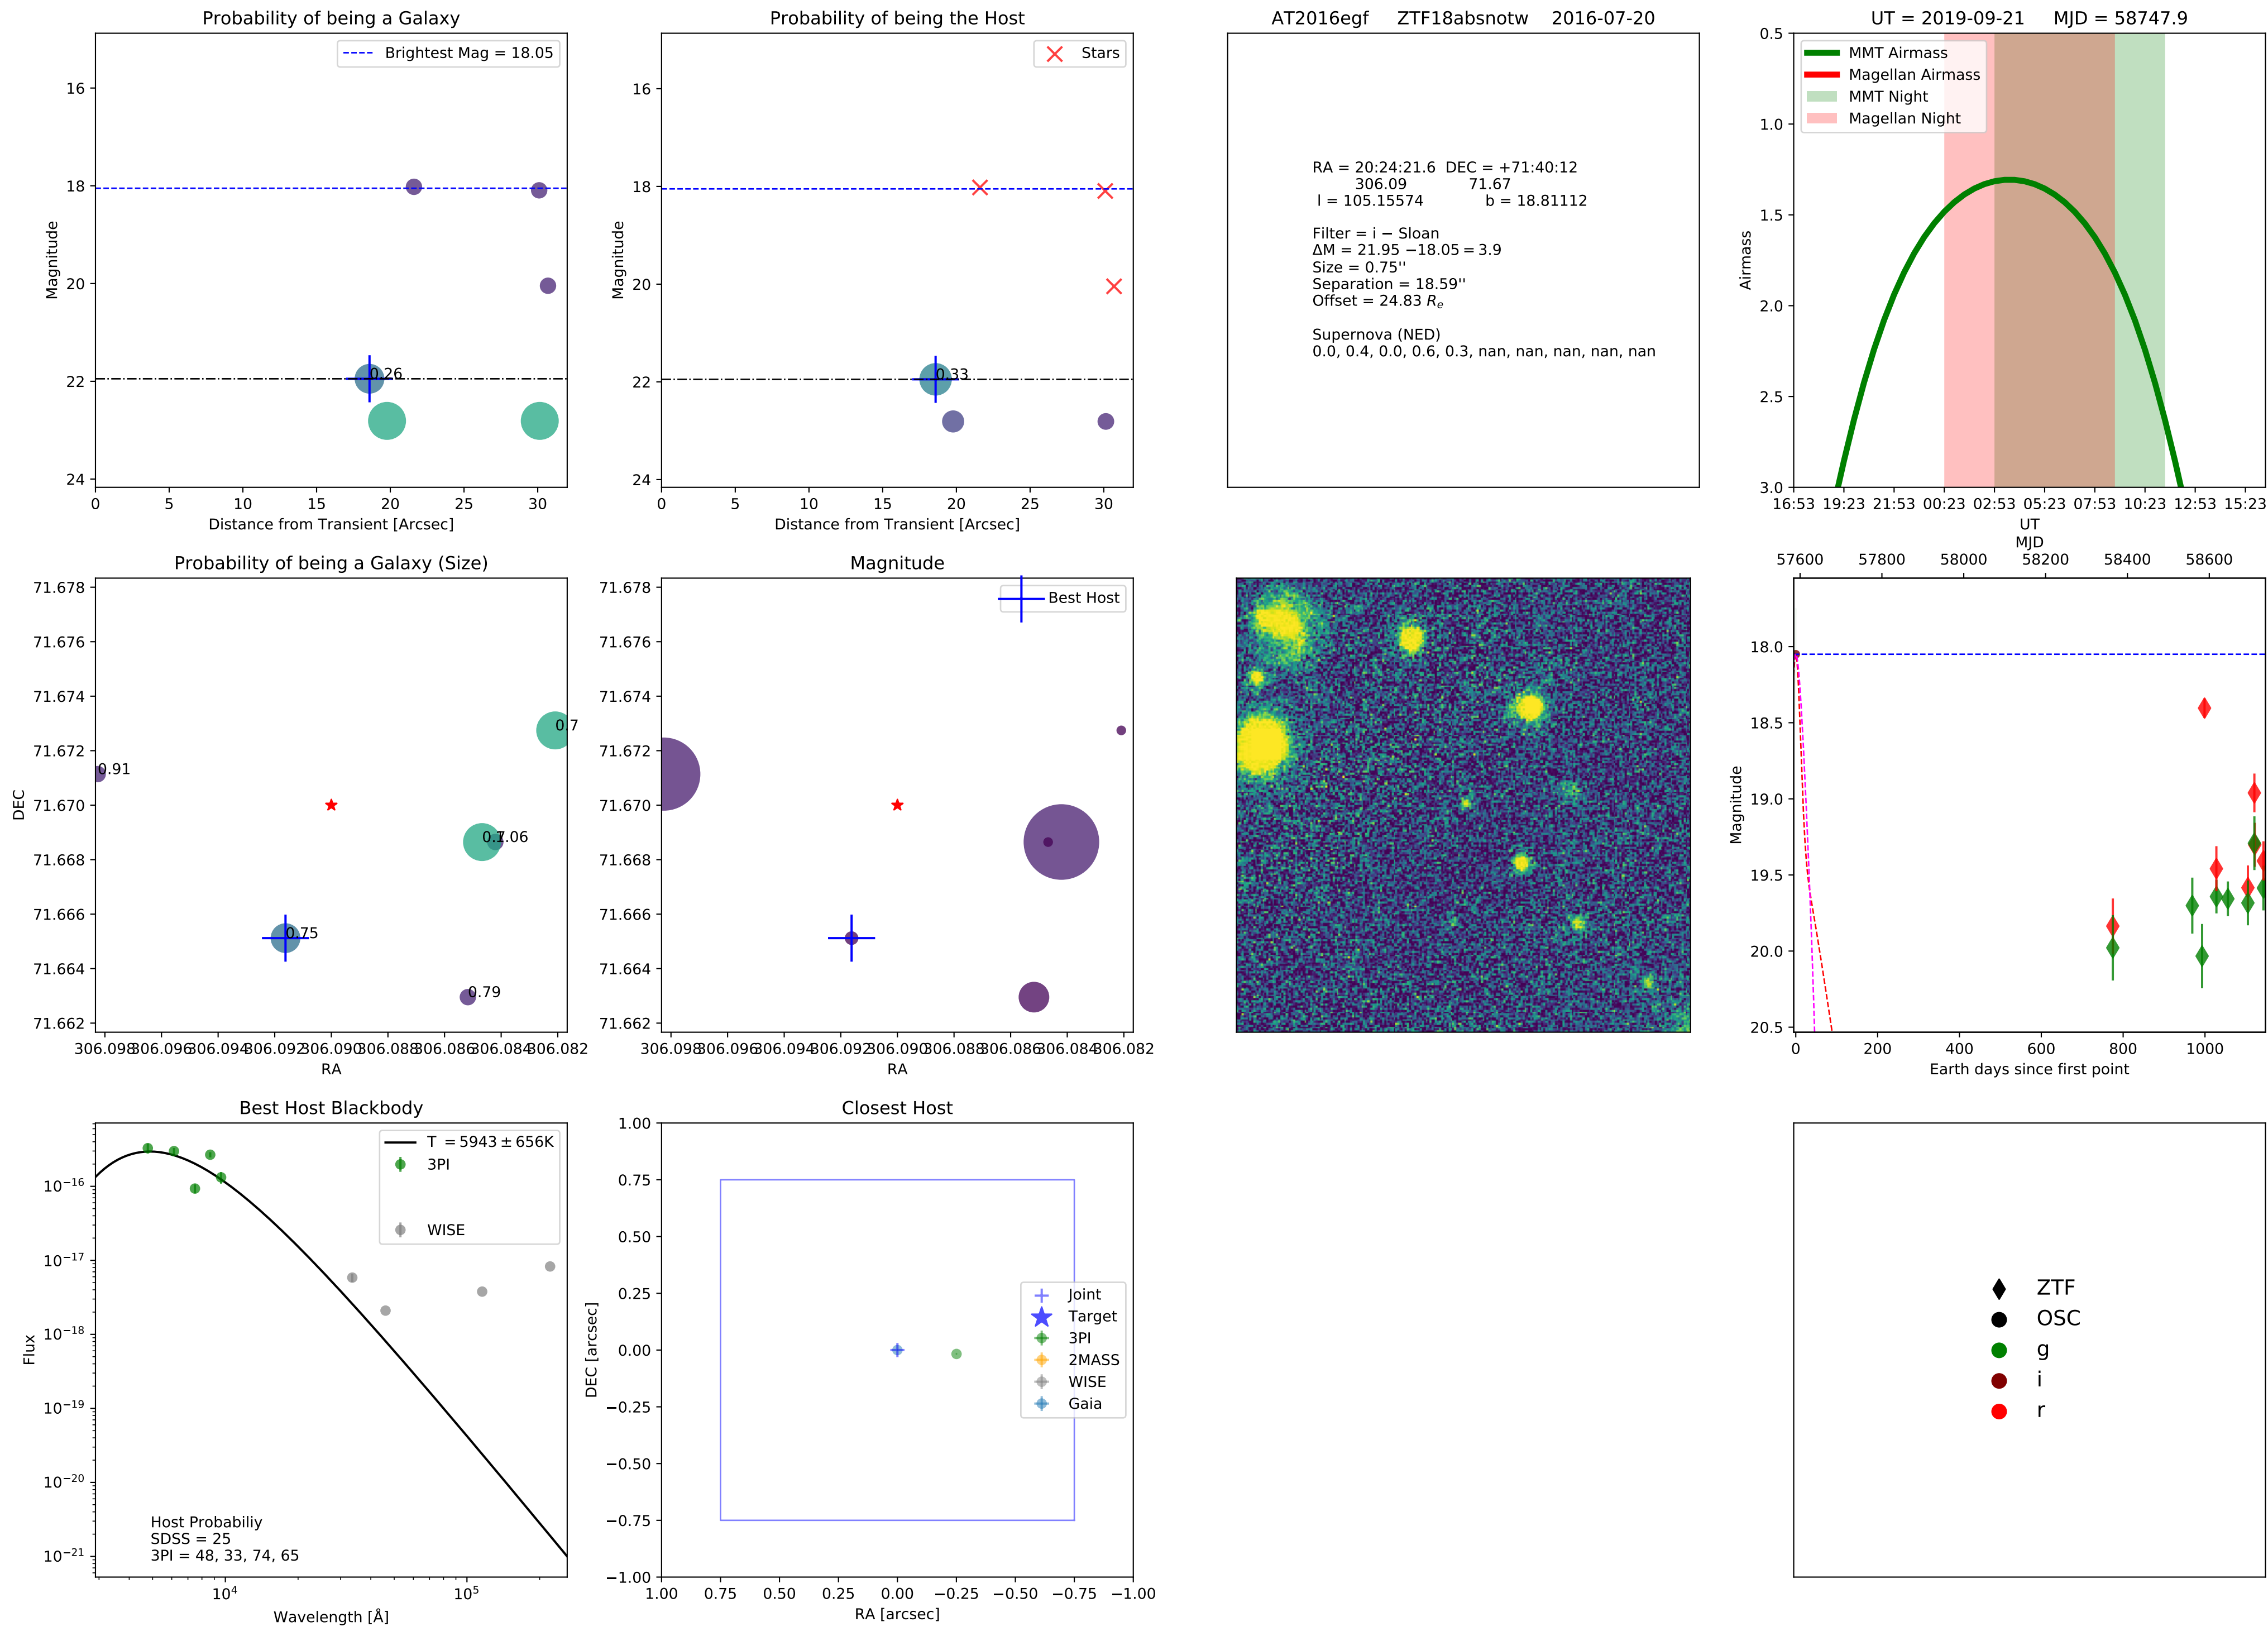 Probability of being a Galaxy
Brightest Mag = 18.05
16
18
20
22
24
0.26
Magnitude
0
5
10
15
20
25
30
Distance from Transient [Arcsec]
Probability of being the Host
Stars
16
18
20
22
24
0.33
Magnitude
0
5
10
15
20
25
30
Distance from Transient [Arcsec]
AT2016egf ZTF18absnotw 2016-07-20
RA = 20:24:21.6 DEC = +71:40:12
306.09 71.67
l = 105.15574 b = 18.81112
Filter = i − Sloan
ΔM = 21.95 −18.05 = 3.9
Size = 0.75''
Separation = 18.59''
Offset = 24.83 Re
Supernova (NED)
0.0, 0.4, 0.0, 0.6, 0.3, nan, nan, nan, nan, nan
UT = 2019-09-21 MJD = 58747.9
MMT Airmass
Magellan Airmass
MMT Night
Magellan Night
0.5
1.0
1.5
2.0
2.5
3.0
Airmass
16:53 19:23 21:53 00:23 02:53 05:23 07:53 10:23 12:53 15:23
UT
Probability of being a Galaxy (Size)
71.678
71.676
71.674
71.672
71.670
71.668
71.666
71.664
71.662
DEC
0.7
0.91
0.75
0.79
306.098 306.096 306.094 306.092 306.090 306.088 306.086 306.084 306.082
RA
Magnitude
Best Host
71.678
71.676
71.674
71.672
71.670
71.668
71.666
71.664
71.662
306.098 306.096 306.094 306.092 306.090 306.088 306.086 306.084 306.082
RA
MJD
57600 57800 58000 58200 58400 58600
18.0
18.5
19.0
19.5
20.0
20.5
Magnitude
0 200 400 600 800 1000
Earth days since first point
Best Host Blackbody
T = 5943 ± 656K
3PI
WISE
10−16
10−17
10−18
10−19
10−20
10−21
Flux
Host Probabiliy
SDSS = 25
3PI = 48, 33, 74, 65
104 105
Wavelength [Å]
Closest Host
1.00
0.75
0.50
0.25
0.00
−0.25
−0.50
−0.75
−1.00
DEC [arcsec]
Joint
Target
3PI
2MASS
WISE
Gaia
1.00 0.75 0.50 0.25 0.00 −0.25 −0.50 −0.75 −1.00
RA [arcsec]
ZTF
OSC
g
i
r